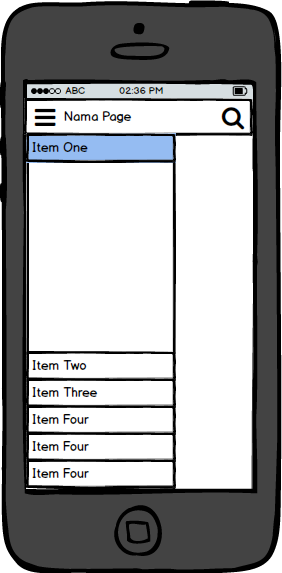 ABC 02:36 PM
Nama Page
Item One
Item Two
Item Three
Item Four
Item Four
Item Four